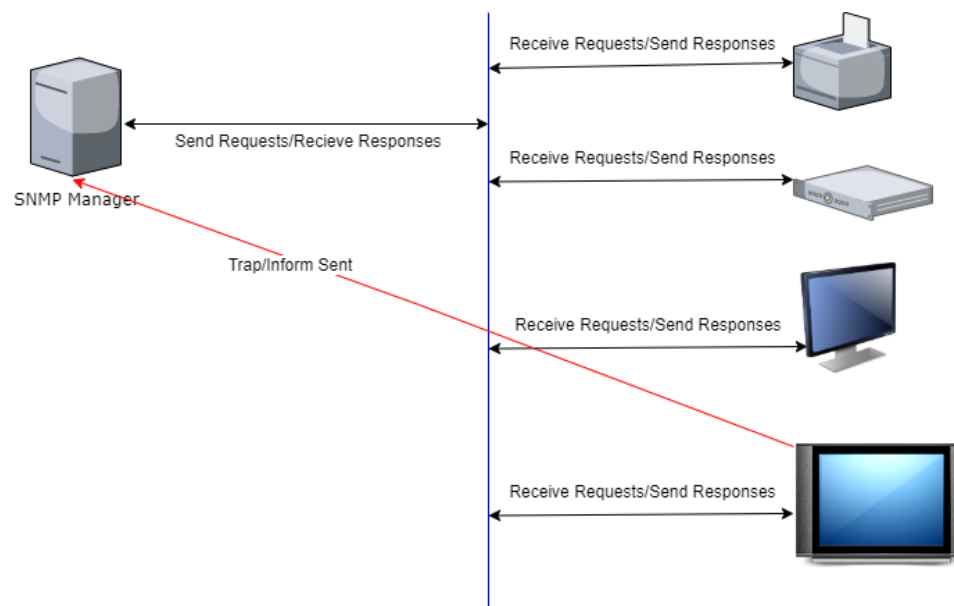 Receive Requests/Send Responses
Send Requests/Recieve Responses
Receive Requests/Send Responses
SNMP Manager
Trap/Inform Sent
Receive Requests/Send Responses
Receive Requests/Send Responses